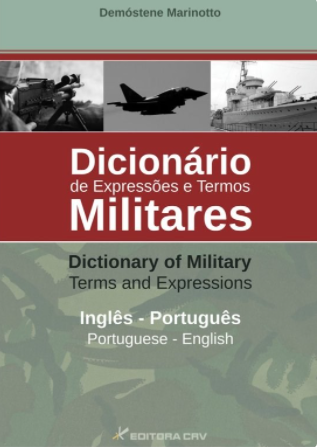 Demóstene Marinotto
Dicionário
de Expressões e Termos
Militares
Dictionary of Military
Terms and Expressions
Inglês - Português
Portuguese - English
EDITORA CRV